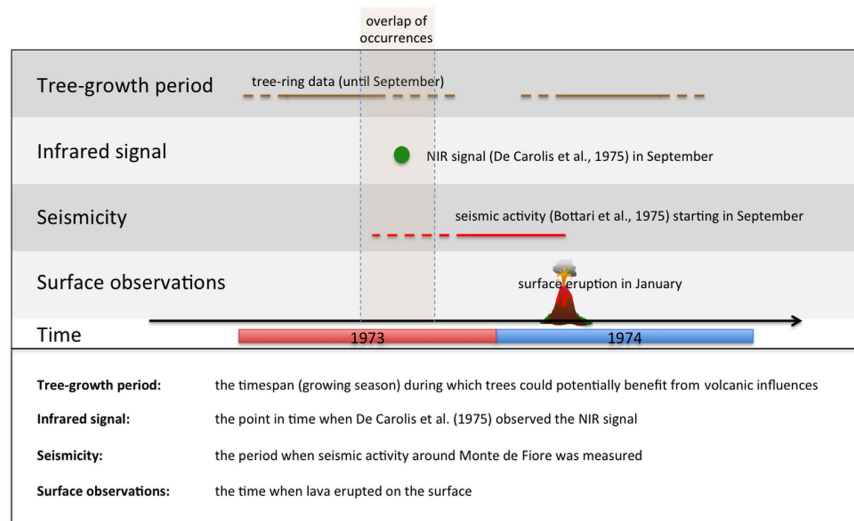 overlap of
occurrences
Tree-growth period
tree-ring data (until September)
Infrared signal
NIR signal (De Carolis et al., 1975) in September
Seismicity
seismic activity (Bottari et al., 1975) starting in September
Surface observations
surface eruption in January
Time
1973
1974
Tree-growth period: the timespan (growing season) during which trees could potentially benefit from volcanic influences
Infrared signal: the point in time when De Carolis et al. (1975) observed the NIR signal
Seismicity: the period when seismic activity around Monte de Fiore was measured
Surface observations: the time when lava erupted on the surface